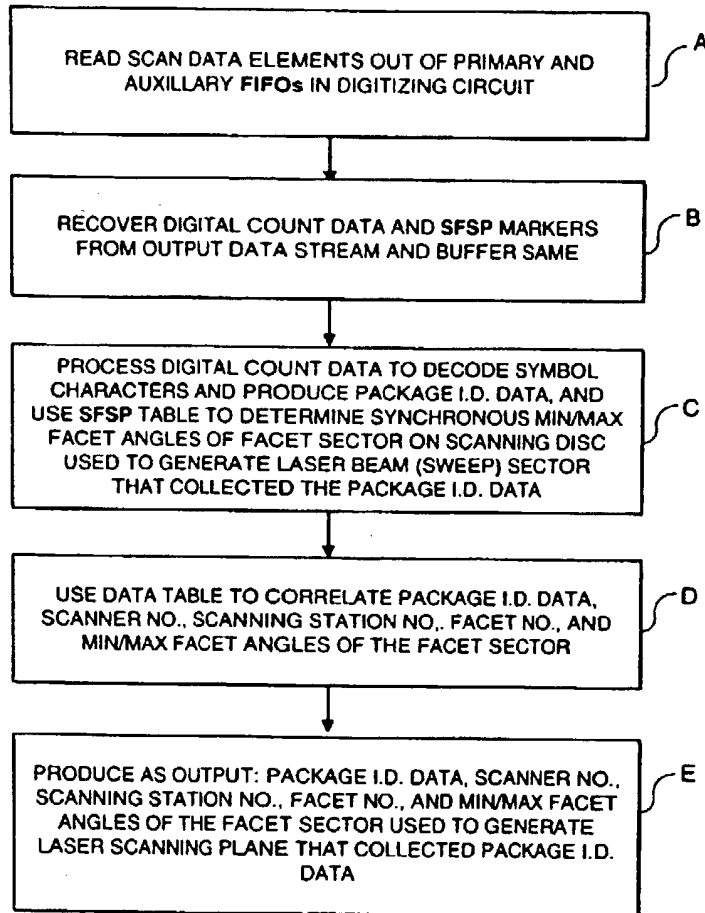 READ SCAN DATA ELEMENTS OUT OF PRIMARY AND
AUXILLARY FIFOs IN DIGITIZING CIRCUIT
A
RECOVER DIGITAL COUNT DATA AND SFSP MARKERS
FROM OUTPUT DATA STREAM AND BUFFER SAME
B
PROCESS DIGITAL COUNT DATA TO DECODE SYMBOL
CHARACTERS AND PRODUCE PACKAGE I.D. DATA, AND
USE SFSP TABLE TO DETERMINE SYNCHRONOUS MIN/MAX
FACET ANGLES OF FACET SECTOR ON SCANNING DISC
USED TO GENERATE LASER BEAM (SWEEP) SECTOR
THAT COLLECTED THE PACKAGE I.D. DATA
C
USE DATA TABLE TO CORRELATE PACKAGE I.D. DATA,
SCANNER NO., SCANNING STATION NO,. FACET NO., AND
MIN/MAX FACET ANGLES OF THE FACET SECTOR
D
PRODUCE AS OUTPUT: PACKAGE I.D. DATA, SCANNER NO.,
SCANNING STATION NO., FACET NO., AND MIN/MAX FACET
ANGLES OF THE FACET SECTOR USED TO GENERATE
LASER SCANNING PLANE THAT COLLECTED PACKAGE I.D.
DATA
E